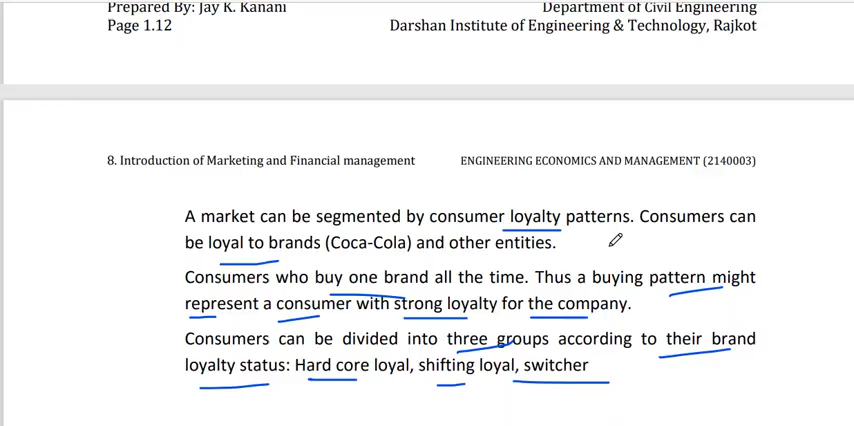 Prepared By: Jay K. Kanani Department of Civil Engineering
Page 1.12 Darshan Institute of Engineering & Technology, Rajkot
8. Introduction of Marketing and Financial management ENGINEERING ECONOMICS AND MANAGEMENT (2140003)
A market can be segmented by consumer loyalty patterns. Consumers can
be loyal to brands (Coca-Cola) and other entities.
Consumers who buy one brand all the time. Thus a buying pattern might
represent a consumer with strong loyalty for the company.
Consumers can be divided into three groups according to their brand
loyalty status: Hard core loyal, shifting loyal, switcher